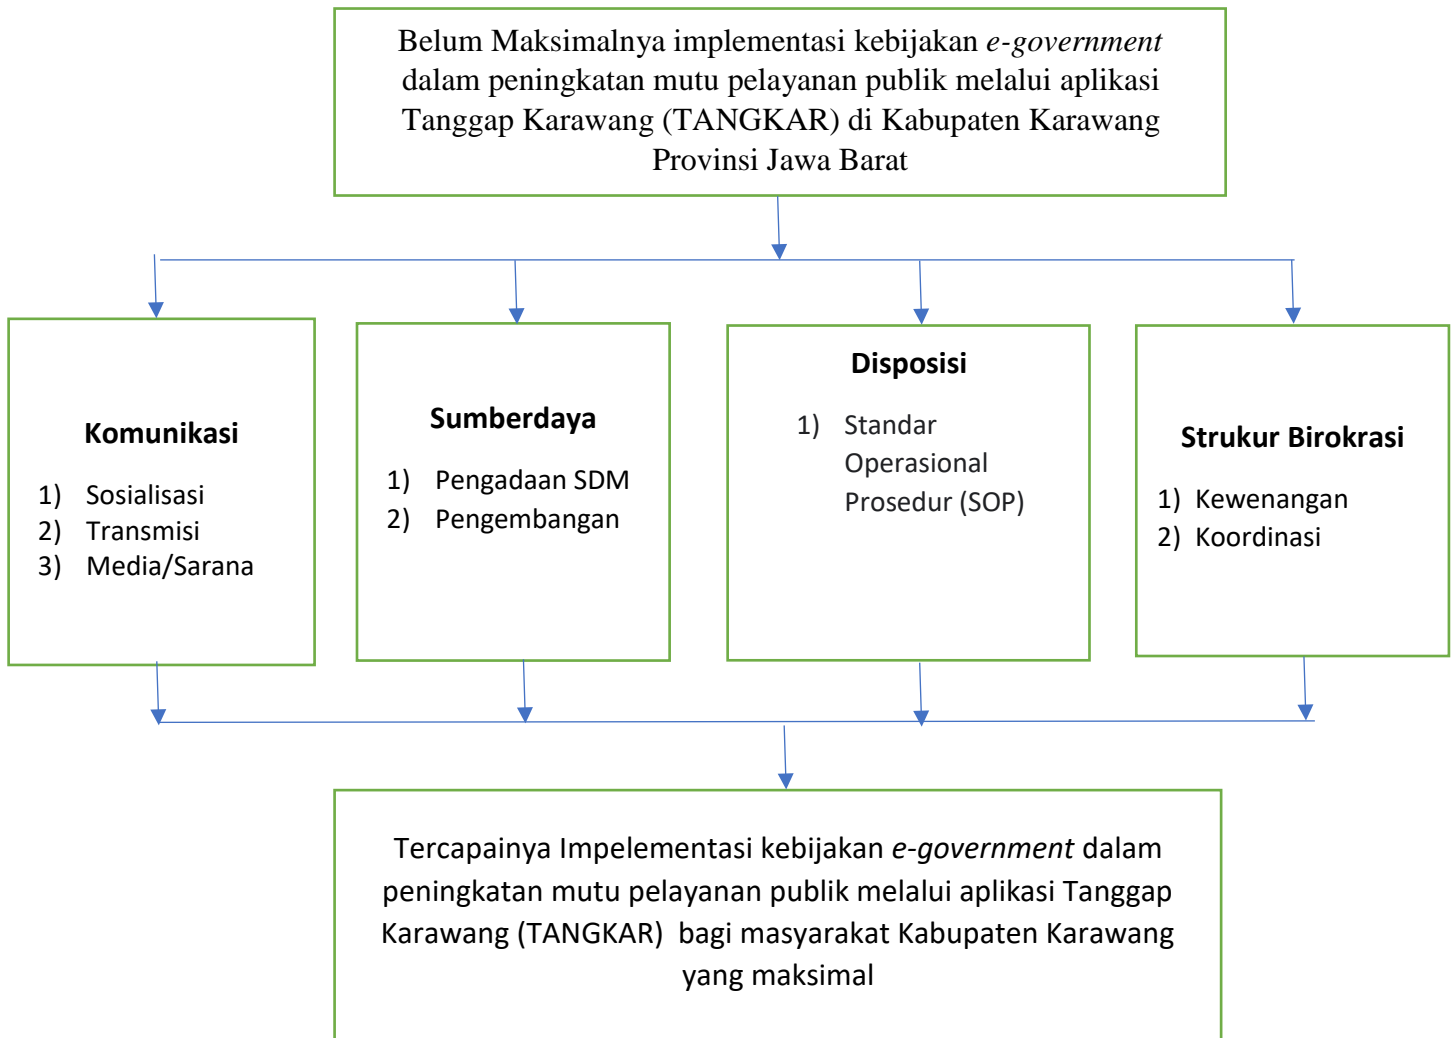 Belum Maksimalnya implementasi kebijakan e-government
dalam peningkatan mutu pelayanan publik melalui aplikasi
Tanggap Karawang (TANGKAR) di Kabupaten Karawang
Provinsi Jawa Barat
Komunikasi
1) Sosialisasi
2) Transmisi
3) Media/Sarana
Sumberdaya
1) Pengadaan SDM
2) Pengembangan
Disposisi
1) Standar
Operasional
Prosedur (SOP)
Strukur Birokrasi
1) Kewenangan
2) Koordinasi
Tercapainya Impelementasi kebijakan e-government dalam
peningkatan mutu pelayanan publik melalui aplikasi Tanggap
Karawang (TANGKAR) bagi masyarakat Kabupaten Karawang
yang maksimal